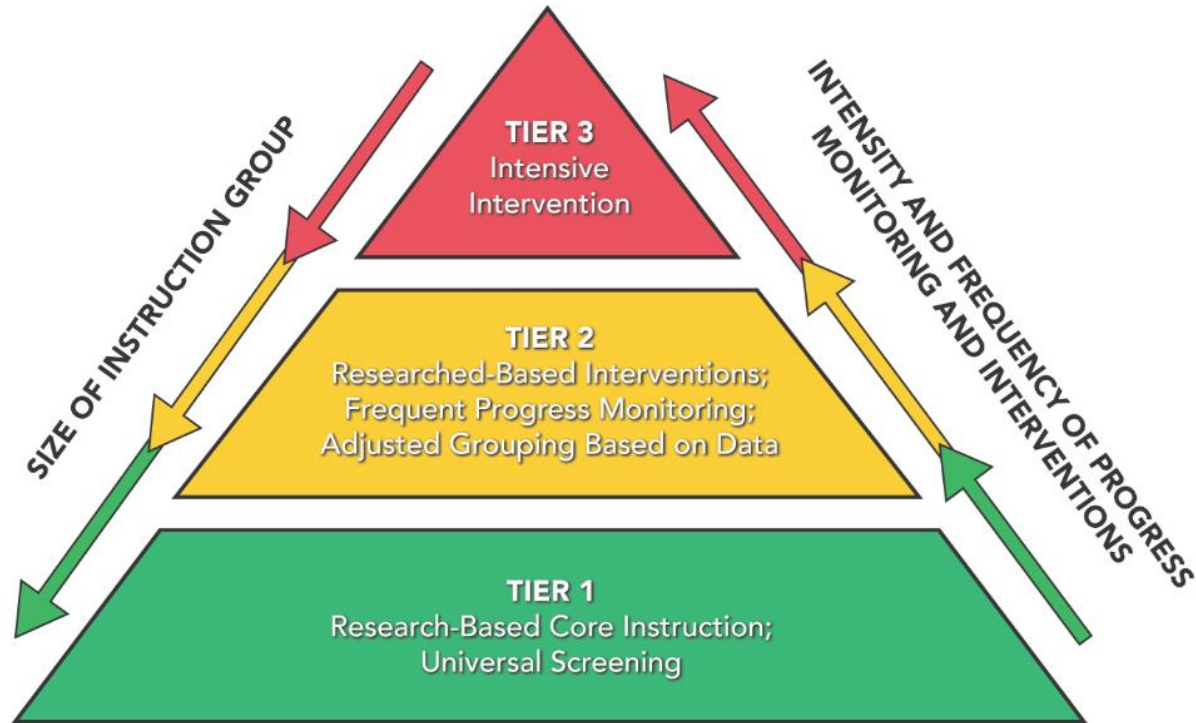 SIZE OF INSTRUCTION GROUP
INTENSITY AND FREQUENCY OF PROGRESS
MONITORING AND INTERVENTIONS
TIER 3
Intensive
Intervention
TIER 2
Researched-Based Interventions;
Frequent Progress Monitoring;
Adjusted Grouping Based on Data
TIER 1
Research-Based Core Instruction;
Universal Screening